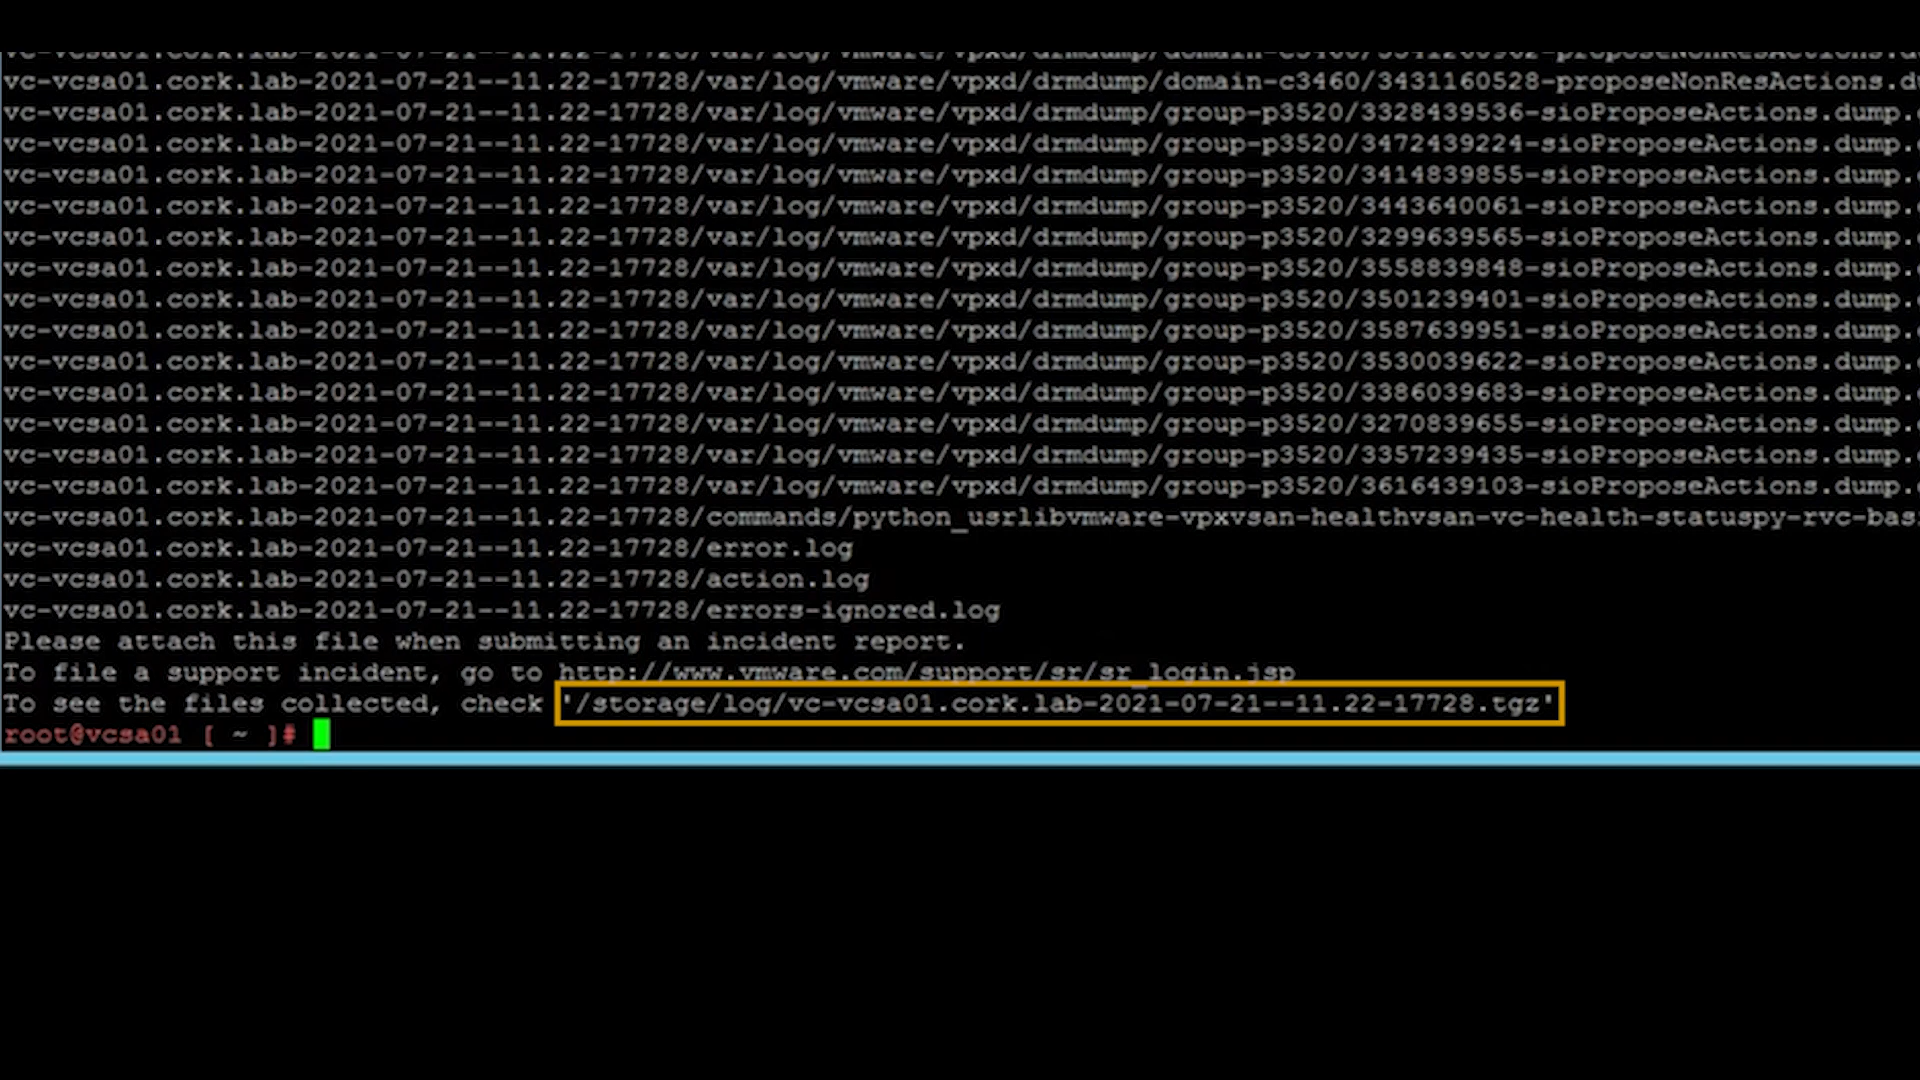 vc-vcsa01.cork.lab-2021-07-21--11.22-17728/var/log/vmware/vpxd/drmdump/domain-c3460/3431160528-proposeNonResActions.du
vc-vcsa01.cork.lab-2021-07-21--11.22-17728/var/log/vmware/vpxd/drmdump/group-p3520/3328439536-sioProposeActions.dump.
vc-vcsa01.cork.lab-2021-07-21--11.22-17728/var/log/vmware/vpxd/drmdump/group-p3520/3472439224-sioProposeActions.dump.
vc-vcsa01.cork.lab-2021-07-21--11.22-17728/var/log/vmware/vpxd/drmdump/group-p3520/3414839855-sioProposeActions.dump.
vc-vcsa01.cork.lab-2021-07-21--11.22-17728/var/log/vmware/vpxd/drmdump/group-p3520/3443640061-sioProposeActions.dump.
vc-vcsa01.cork.lab-2021-07-21--11.22-17728/var/log/vmware/vpxd/drmdump/group-p3520/3299639565-sioProposeActions.dump.
vc-vcsa01.cork.lab-2021-07-21--11.22-17728/var/log/vmware/vpxd/drmdump/group-p3520/3558839848-sioProposeActions.dump.
vc-vcsa01.cork.lab-2021-07-21--11.22-17728/var/log/vmware/vpxd/drmdump/group-p3520/3501239401-sioProposeActions.dump.
vc-vcsa01.cork.lab-2021-07-21--11.22-17728/var/log/vmware/vpxd/drmdump/group-p3520/3587639951-sioProposeActions.dump.
vc-vcsa01.cork.lab-2021-07-21--11.22-17728/var/log/vmware/vpxd/drmdump/group-p3520/3530039622-sioProposeActions.dump.
vc-vcsa01.cork.lab-2021-07-21--11.22-17728/var/log/vmware/vpxd/drmdump/group-p3520/3386039683-sioProposeActions.dump.
vc-vcsa01.cork.lab-2021-07-21--11.22-17728/var/log/vmware/vpxd/drmdump/group-p3520/3270839655-sioProposeActions.dump.
vc-vcsa01.cork.lab-2021-07-21--11.22-17728/var/log/vmware/vpxd/drmdump/group-p3520/3357239435-sioProposeActions.dump.
vc-vcsa01.cork.lab-2021-07-21--11.22-17728/var/log/vmware/vpxd/drmdump/group-p3520/3616439103-sioProposeActions.dump.
vc-vcsa01.cork.lab-2021-07-21--11.22-17728/commands/python_usrlibvmware-vpxvsan-healthvsan-vc-health-statuspy-rvc-bas
vc-vcsa01.cork.lab-2021-07-21--11.22-17728/error.log
vc-vcsa01.cork.lab-2021-07-21--11.22-17728/action.log
vc-vcsa01.cork.lab-2021-07-21--11.22-17728/errors-ignored.log
Please attach this file when submitting an incident report.
To file a support incident, go to http://www.vmware.com/support/sr/sr_login.jsp
To see the files collected, check '/storage/log/vc-vcsa01.cork.lab-2021-07-21--11.22-17728.tgz'
root@vcsa01 [ ~ ]#